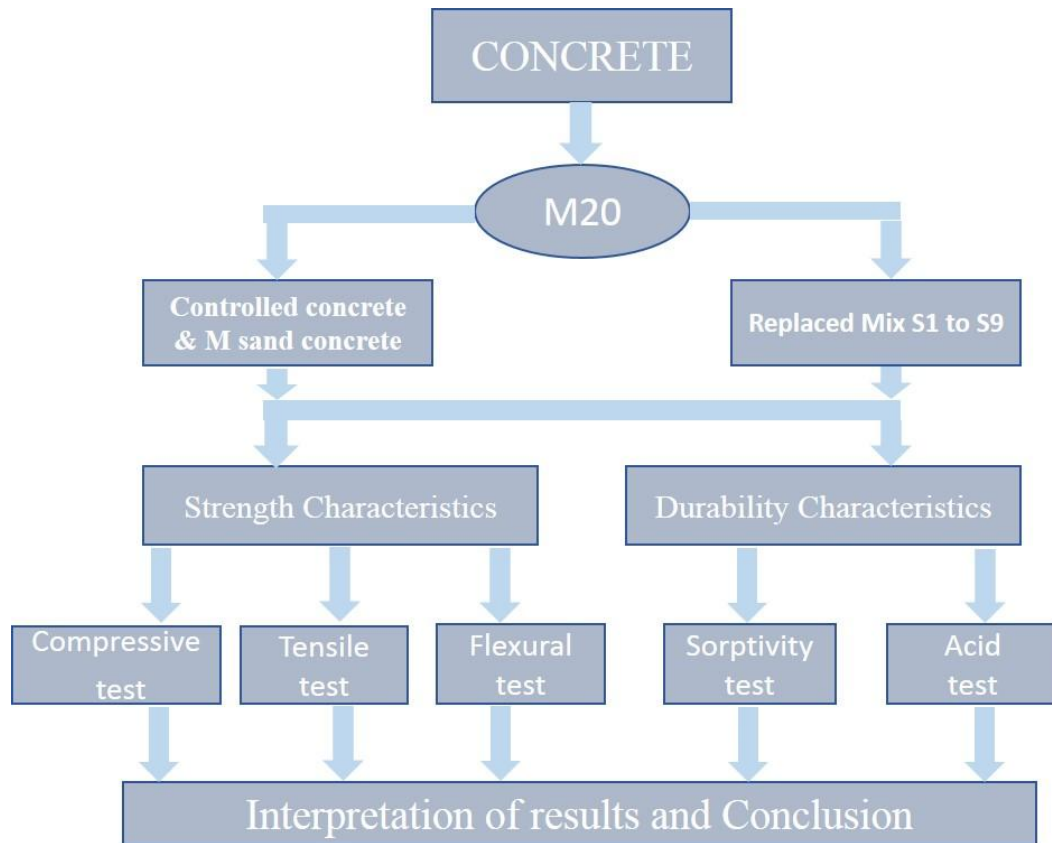 CONCRETE
M20
Controlled concrete
& M sand concrete
Replaced Mix S1 to S9
Strength Characteristics
Durability Characteristics
Compressive
test
Tensile
test
Flexural
test
Sorptivity
test
Acid
test
Interpretation of results and Conclusion